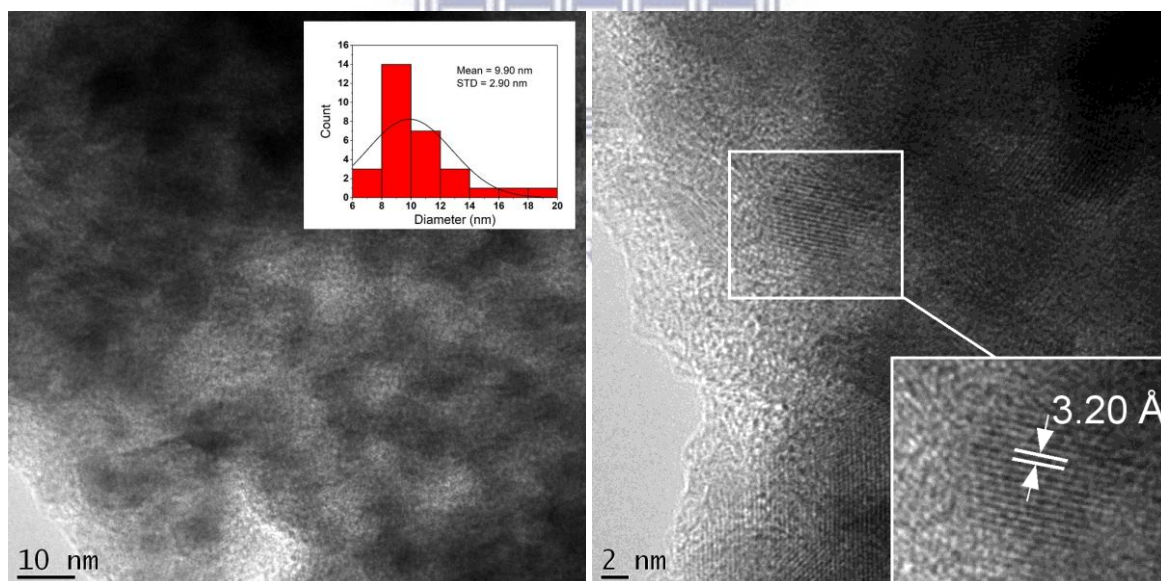 16
14
12
10
8
6
4
2
0
Count
Mean = 9.90 nm
STD = 2.90 nm
6 8 10 12 14 16 18 20
Diameter (nm)
10 nm
3.20 Å
2 nm